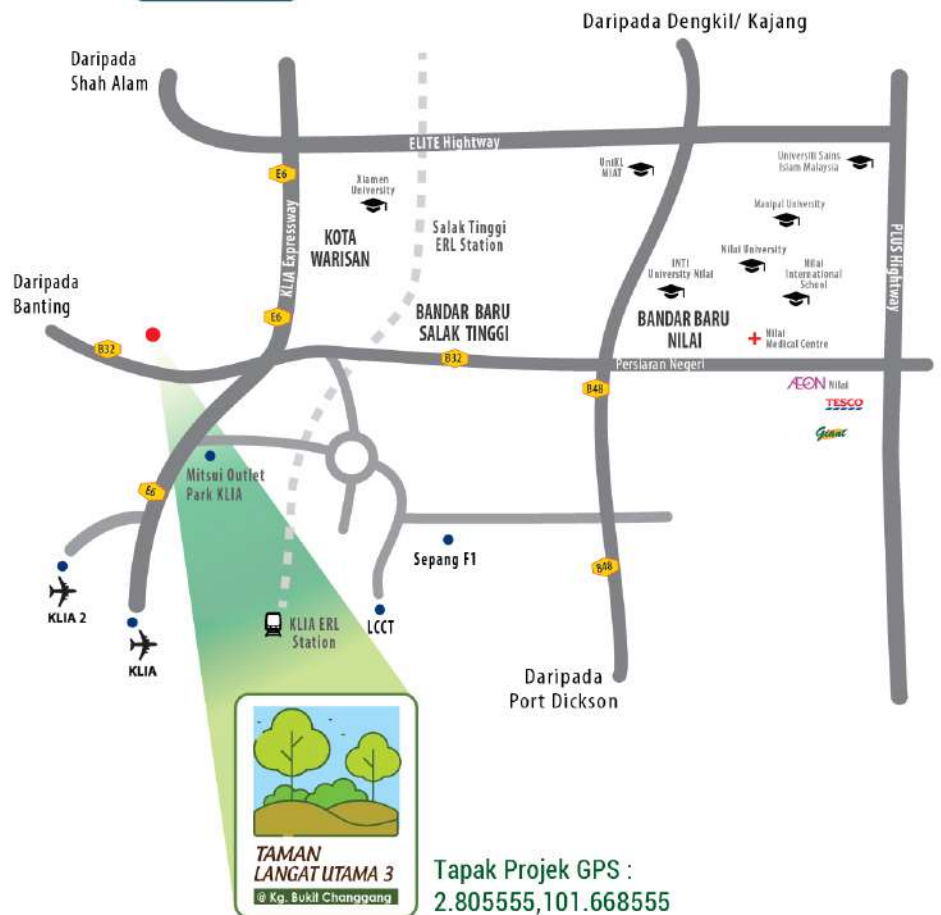 Daripada Dengkil/ Kajang
Daripada
Shah Alam
ELITE Hightway
E6
Xiamen
University
UniKL
MIAT
Universiti Sains
Islam Malaysia
Manipal University
KLIA Expressway
KOTA
WARISAN
Salak Tinggi
ERL Station
PLUS Hightway
Nilai University
INTI
University Nilai
Nilai
International
School
Daripada
Banting
E6
BANDAR BARU
SALAK TINGGI
BANDAR BARU
NILAI
Nilai
Medical Centre
B32
B32
Persiaran Negeri
B48
AEON Nilai
TESCO
Giant
Mitsui Outlet
Park KLIA
E6
Sepang F1
B48
KLIA 2
KLIA
KLIA ERL
Station
LCCT
Daripada
Port Dickson
TAMAN
LANGAT UTAMA 3
@ Kg. Bukit Changgang
Tapak Projek GPS :
2.805555,101.668555